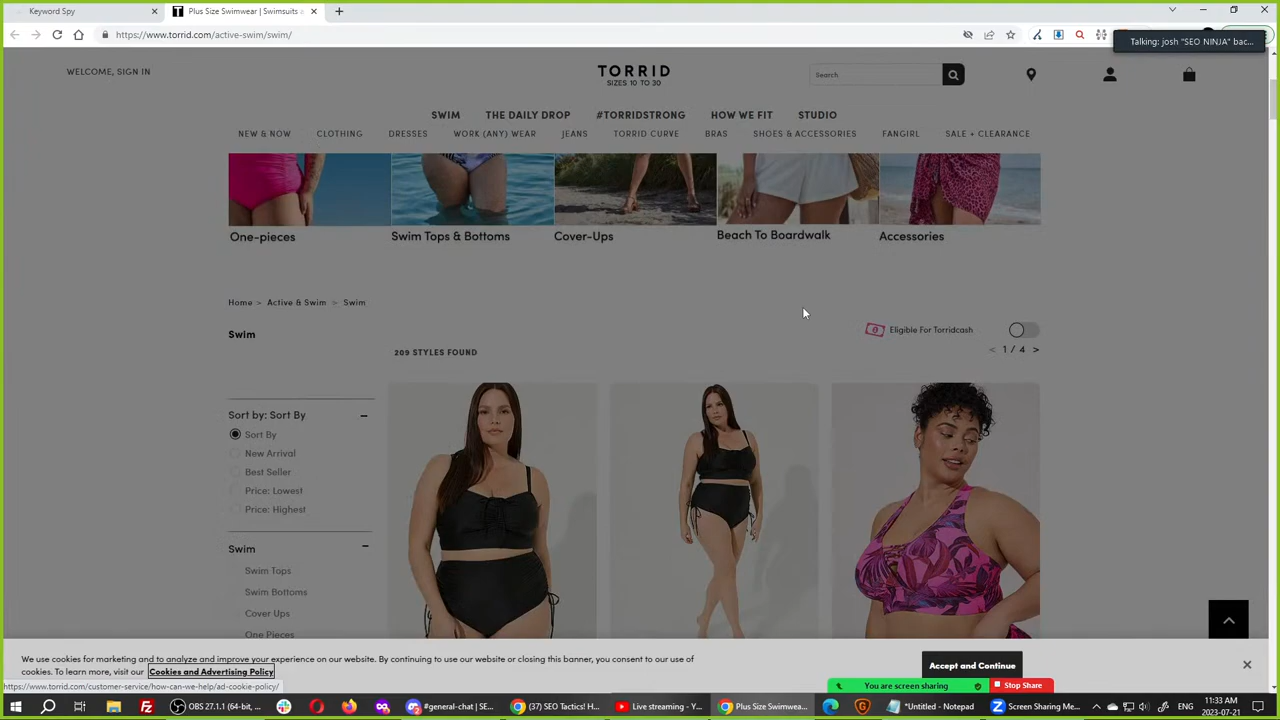 Keyword Spy
Plus Size Swimwear | Swimsuits
https://www.torrid.com/active-swim/swim/
Talking: josh "SEO NINJA" bac...
WELCOME, SIGN IN
TORRID
SIZES 10 TO 30
Search
SWIM THE DAILY DROP #TORRIDSTRONG HOW WE FIT STUDIO
NEW & NOW CLOTHING DRESSES WORK (ANY) WEAR JEANS TORRID CURVE BRAS SHOES & ACCESSORIES FANGIRL SALE + CLEARANCE
One-pieces Swim Tops & Bottoms Cover-Ups Beach To Boardwalk Accessories
Home > Active & Swim > Swim
Swim
Eligible For Torridcash
209 STYLES FOUND
< 1 / 4 >
Sort by: Sort By
Sort By
New Arrival
Best Seller
Price: Lowest
Price: Highest
Swim
Swim Tops
Swim Bottoms
Cover Ups
One Pieces
We use cookies for marketing and to analyze and improve your experience on our website. By continuing to use our website or closing this banner, you consent to our use of
cookies. To learn more, visit our Cookies and Advertising Policy
Accept and Continue
https://www.torrid.com/customer-service/how-can-we-help/ad-cookie-policy/
You are screen sharing Stop Share
OBS 27.1.1 (64-bit, ...
#general-chat | SE...
(37) SEO Tactics! H...
Live streaming - Y...
Plus Size Swimwea...
*Untitled - Notepad
Screen Sharing Me...
ENG
11:33 AM
2023-07-21